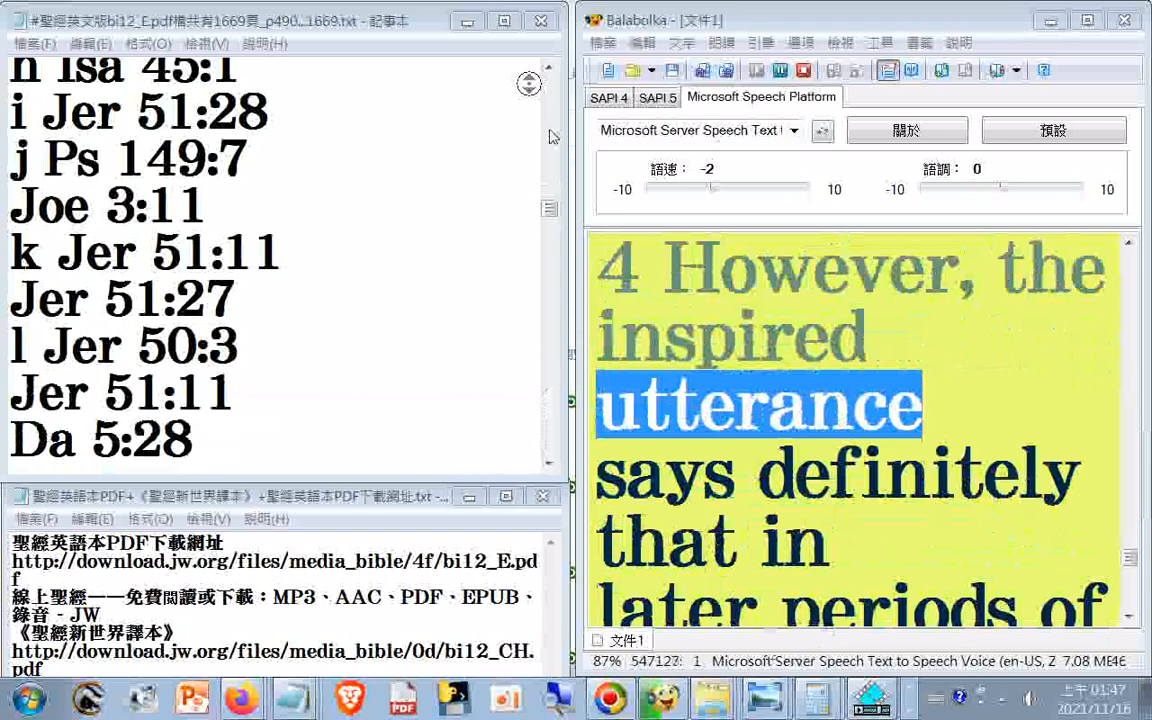 #聖經英文版bi12_E.pdf檔共有1669頁_p490...1669.txt - 記事本
檔案(F) 編輯(E) 格式(O) 檢視(V) 說明(H)
h Isa 45:1
i Jer 51:28
j Ps 149:7
Joe 3:11
k Jer 51:11
Jer 51:27
l Jer 50:3
Jer 51:11
Da 5:28
聖經英語本PDF+《聖經新世界譯本》+聖經英語本PDF下載網址.txt - ...
檔案(F) 編輯(E) 格式(O) 檢視(V) 說明(H)
聖經英語本PDF下載網址
http://download.jw.org/files/media_bible/4f/bi12_E.pd
f
線上聖經——免費閱讀或下載：MP3、AAC、PDF、EPUB、
錄音 - JW
《聖經新世界譯本》
http://download.jw.org/files/media_bible/0d/bi12_CH.
pdf
Balabolka - [文件1]
檔案 編輯 文字 朗讀 引擎 選項 檢視 工具 書籤 說明
SAPI 4 SAPI 5 Microsoft Speech Platform
Microsoft Server Speech Text 關於 預設
語速： -2 語調： 0
-10 10 -10 10
4 However, the
inspired
utterance
says definitely
that in
later periods of
文件1
87% 547127: 1 Microsoft Server Speech Text to Speech Voice (en-US, Z 7.08 ME46
上午 01:47
2021/11/16